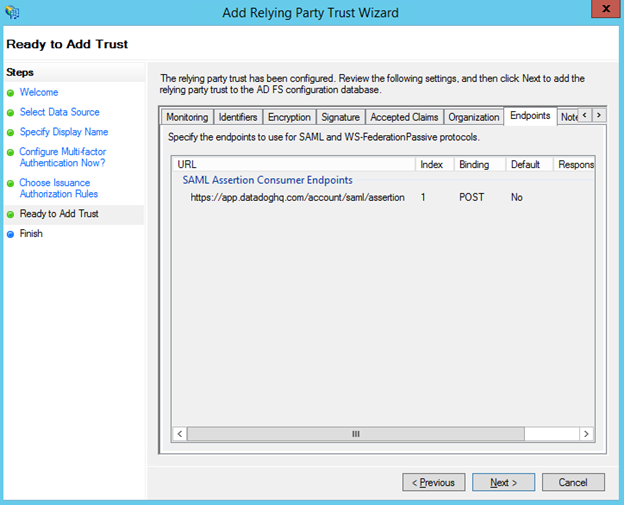 Add Relying Party Trust Wizard
x
Ready to Add Trust
Steps
Welcome
Select Data Source
Specify Display Name
Configure Multi-factor
Authentication Now?
Choose Issuance
Authorization Rules
Ready to Add Trust
Finish
The relying party trust has been configured. Review the following settings, and then click Next to add the
relying party trust to the AD FS configuration database.
Monitoring Identifiers Encryption Signature Accepted Claims Organization Endpoints Note < >
Specify the endpoints to use for SAML and WS-FederationPassive protocols.
URL Index Binding Default Respons
SAML Assertion Consumer Endpoints
https://app.datadoghq.com/account/saml/assertion 1 POST No
< Previous Next > Cancel